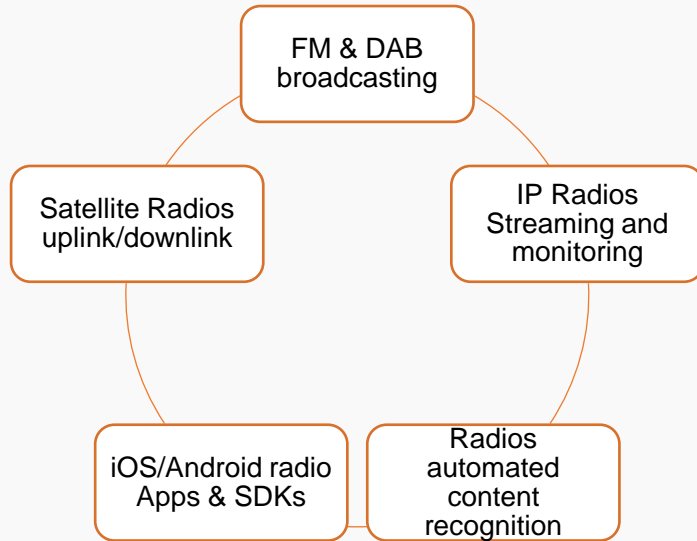 FM & DAB
broadcasting
Satellite Radios
uplink/downlink
IP Radios
Streaming and
monitoring
iOS/Android radio
Apps & SDKs
Radios
automated
content
recognition